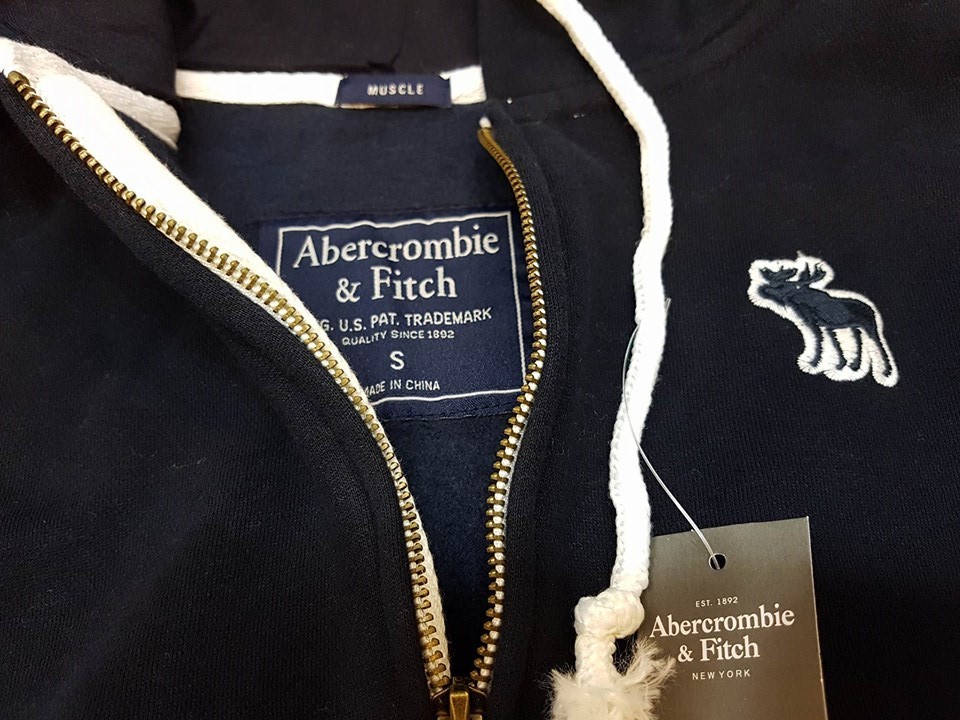 MUSCLE
Abercrombie
& Fitch
G. U.S. PAT. TRADEMARK
QUALITY SINCE 1892
S
MADE IN CHINA
EST. 1892
Abercrombie
& Fitch
NEW YORK